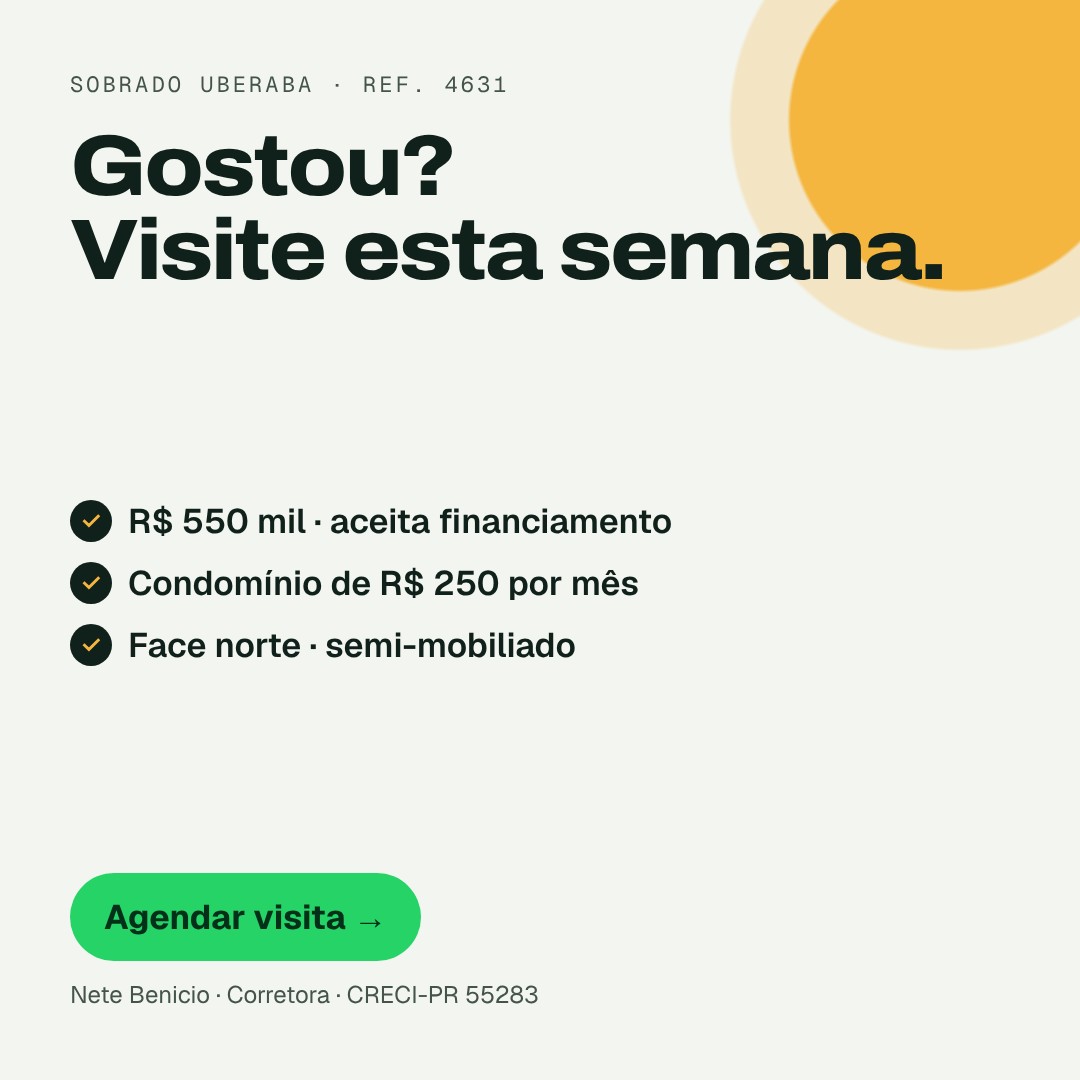 SOBRADO UBERABA · REF. 4631
Gostou?
Visite esta semana.
R$ 550 mil · aceita financiamento
Condomínio de R$ 250 por mês
Face norte · semi-mobiliado
Agendar visita →
Nete Benicio · Corretora · CRECI-PR 55283